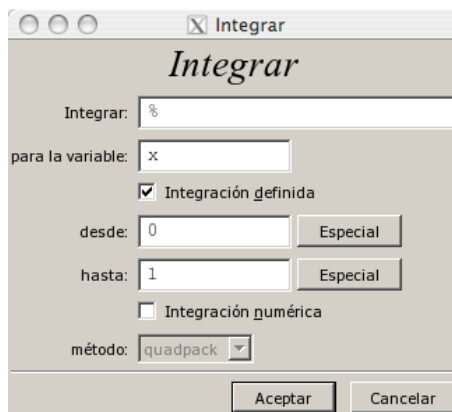 Integrar
Integrar
Integrar: %
para la variable: x
Integración definida
desde: 0 Especial
hasta: 1 Especial
Integración numérica
método: quadpack
Aceptar Cancelar